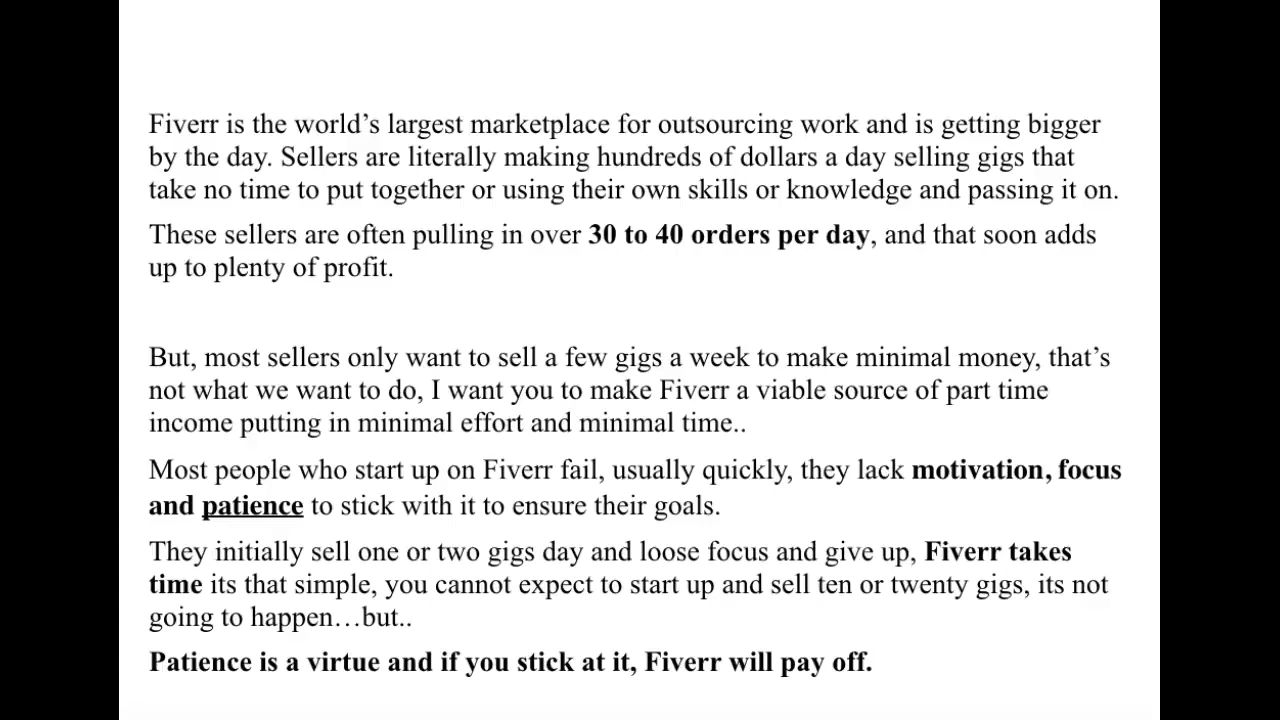 Fiverr is the world’s largest marketplace for outsourcing work and is getting bigger
by the day. Sellers are literally making hundreds of dollars a day selling gigs that
take no time to put together or using their own skills or knowledge and passing it on.
These sellers are often pulling in over 30 to 40 orders per day, and that soon adds
up to plenty of profit.
But, most sellers only want to sell a few gigs a week to make minimal money, that’s
not what we want to do, I want you to make Fiverr a viable source of part time
income putting in minimal effort and minimal time..
Most people who start up on Fiverr fail, usually quickly, they lack motivation, focus
and patience to stick with it to ensure their goals.
They initially sell one or two gigs day and loose focus and give up, Fiverr takes
time its that simple, you cannot expect to start up and sell ten or twenty gigs, its not
going to happen…but..
Patience is a virtue and if you stick at it, Fiverr will pay off.